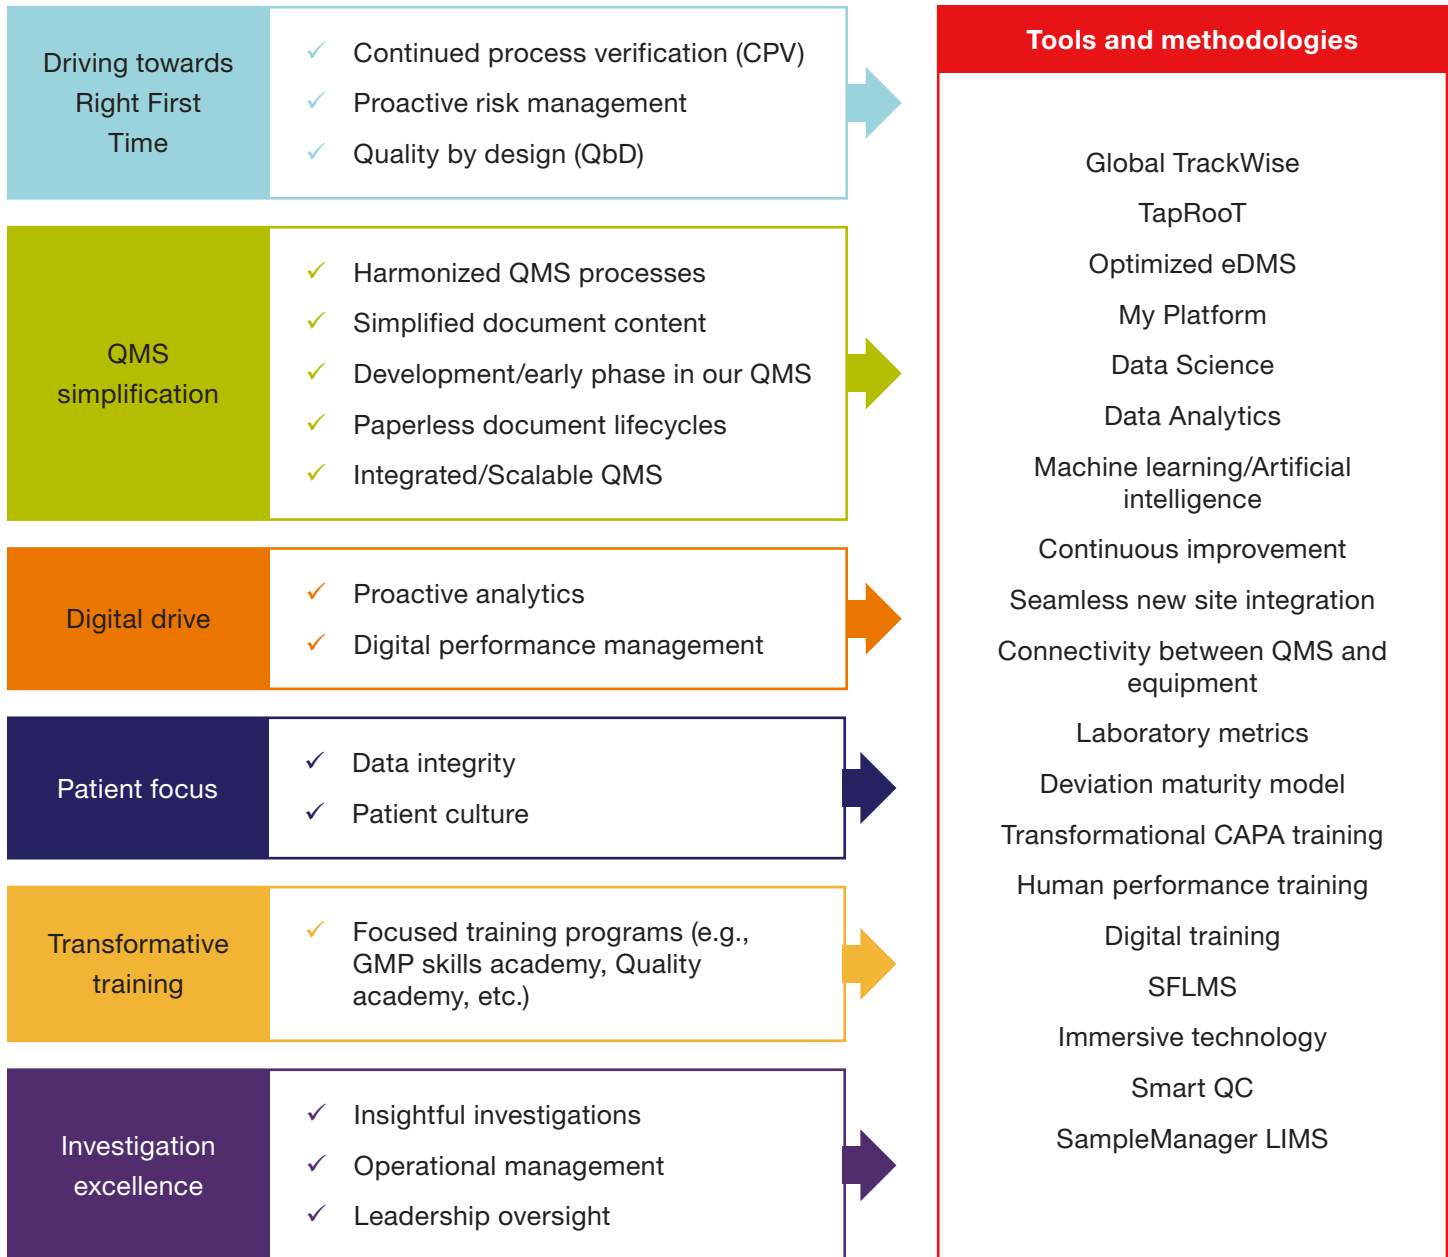 Driving towards
Right First
Time
Continued process verification (CPV)
Proactive risk management
Quality by design (QbD)
QMS
simplification
Harmonized QMS processes
Simplified document content
Development/early phase in our QMS
Paperless document lifecycles
Integrated/Scalable QMS
Digital drive
Proactive analytics
Digital performance management
Patient focus
Data integrity
Patient culture
Transformative
training
Focused training programs (e.g.,
GMP skills academy, Quality
academy, etc.)
Investigation
excellence
Insightful investigations
Operational management
Leadership oversight
Tools and methodologies
Global TrackWise
TapRooT
Optimized eDMS
My Platform
Data Science
Data Analytics
Machine learning/Artificial
intelligence
Continuous improvement
Seamless new site integration
Connectivity between QMS and
equipment
Laboratory metrics
Deviation maturity model
Transformational CAPA training
Human performance training
Digital training
SFLMS
Immersive technology
Smart QC
SampleManager LIMS